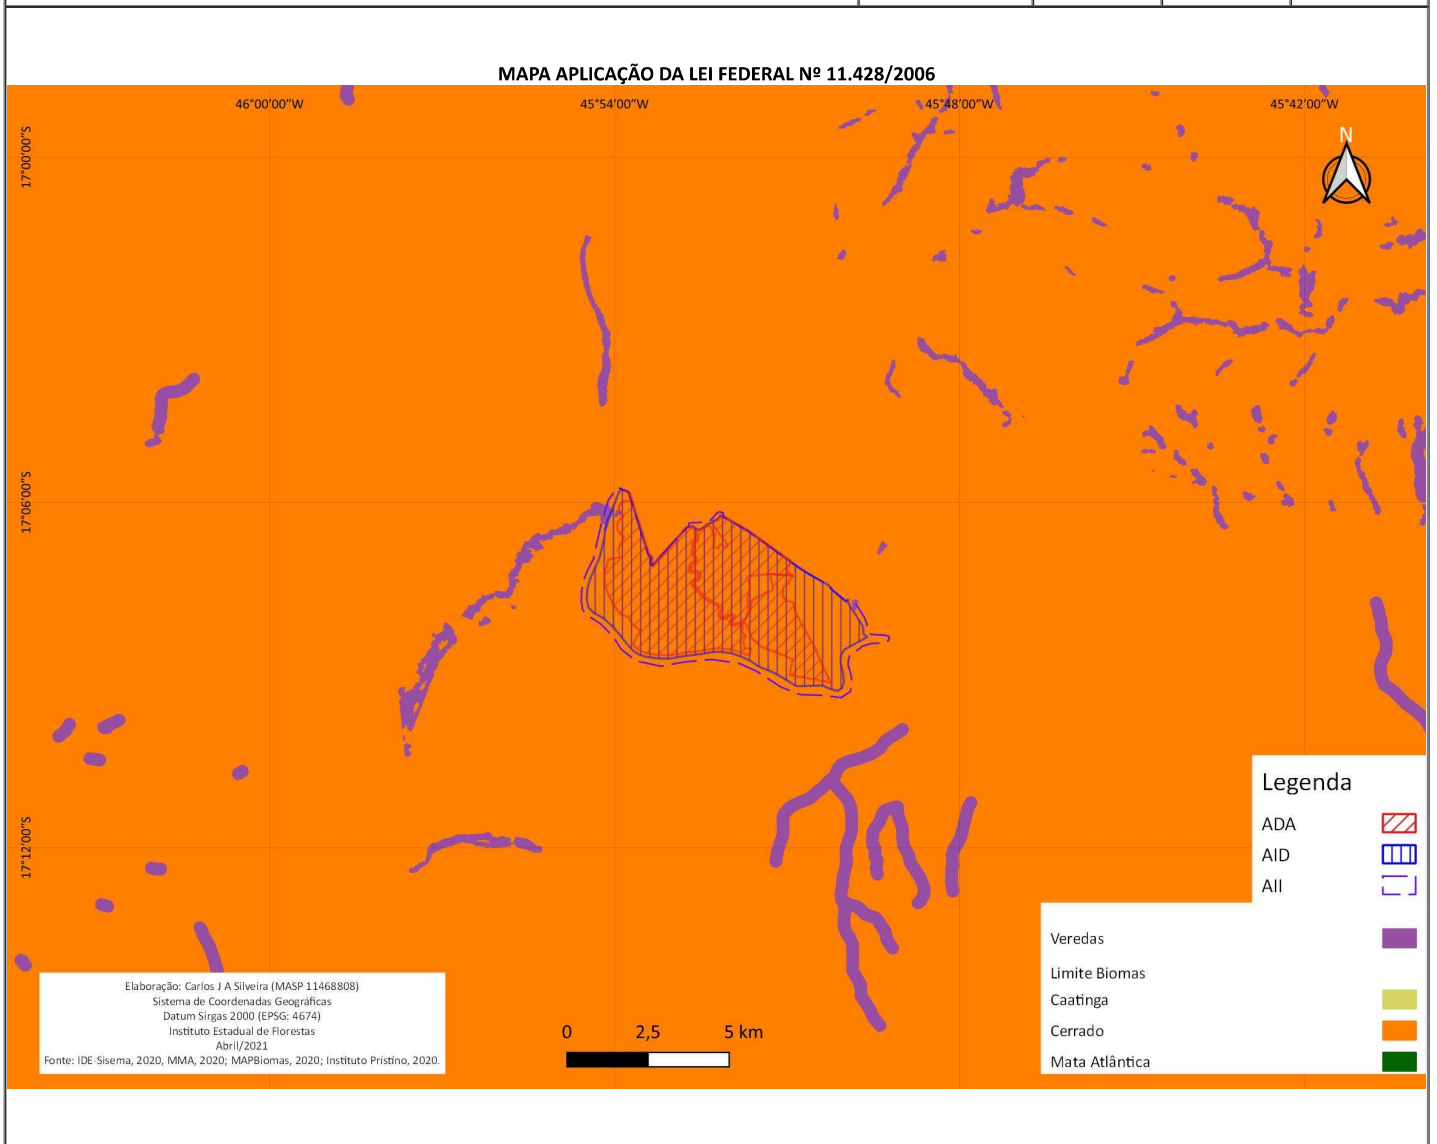 MAPA APLICAÇÃO DA LEI FEDERAL Nº 11.428/2006
46°00'00"W
45°54'00"W
45°48'00"W
45°42'00"W
17°00'00"S
N
17°06'00"S
17°12'00"S
Legenda
ADA
AID
AII
Veredas
Limite Biomas
Caatinga
Cerrado
Mata Atlântica
Elaboração: Carlos J A Silveira (MASP 11468808)
Sistema de Coordenadas Geográficas
Datum Sirgas 2000 (EPSG: 4674)
Instituto Estadual de Florestas
Abril/2021
Fonte: IDE-Sisema, 2020, MMA, 2020; MAPBiomas, 2020; Instituto Prístino, 2020.
0 2,5 5 km